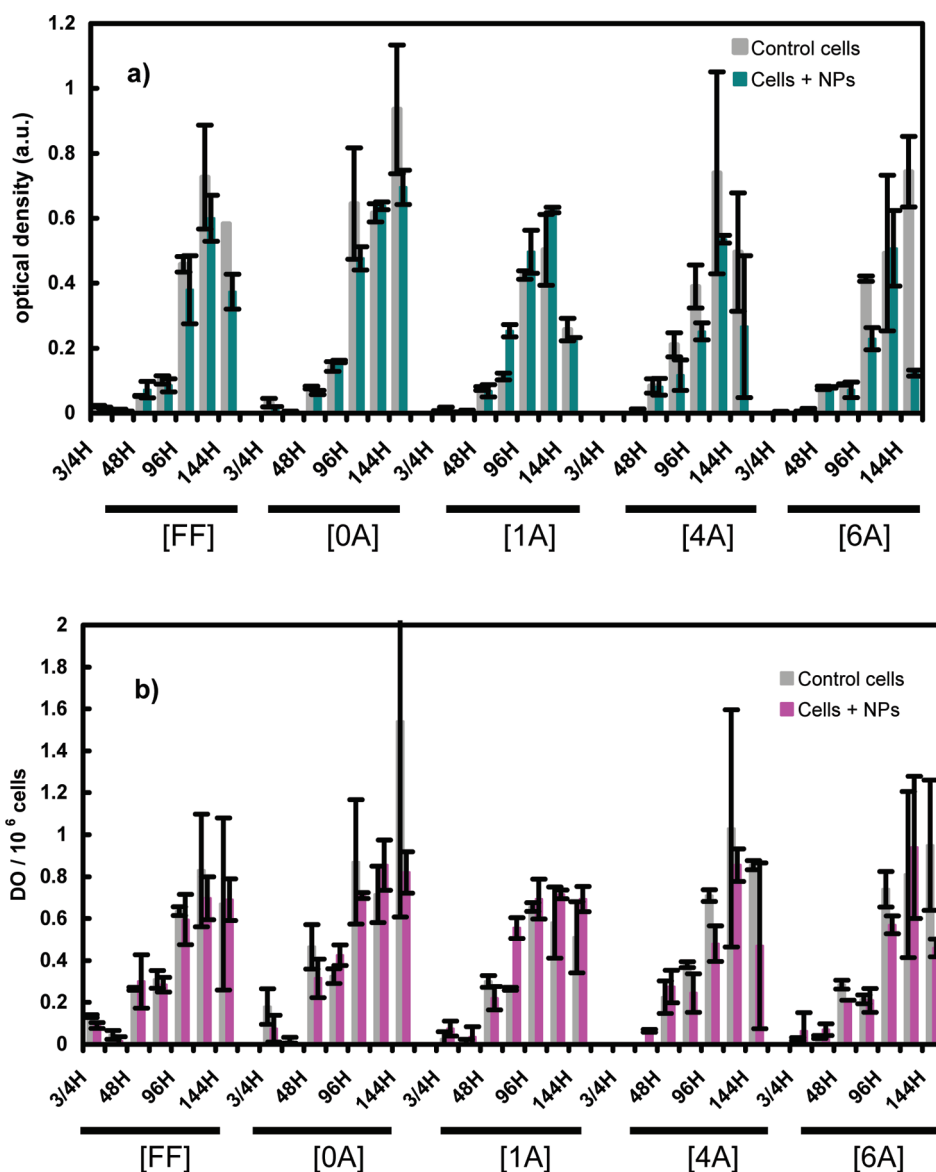 a)
Control cells
Cells + NPs
optical density (a.u.)
1.2
1
0.8
0.6
0.4
0.2
0
3/4H 48H 96H 144H 3/4H 48H 96H 144H 3/4H 48H 96H 144H 3/4H 48H 96H 144H 3/4H 48H 96H 144H
[FF] [0A] [1A] [4A] [6A]
b)
Control cells
Cells + NPs
DO / 10 6 cells
2
1.8
1.6
1.4
1.2
1
0.8
0.6
0.4
0.2
0
3/4H 48H 96H 144H 3/4H 48H 96H 144H 3/4H 48H 96H 144H 3/4H 48H 96H 144H 3/4H 48H 96H 144H
[FF] [0A] [1A] [4A] [6A]